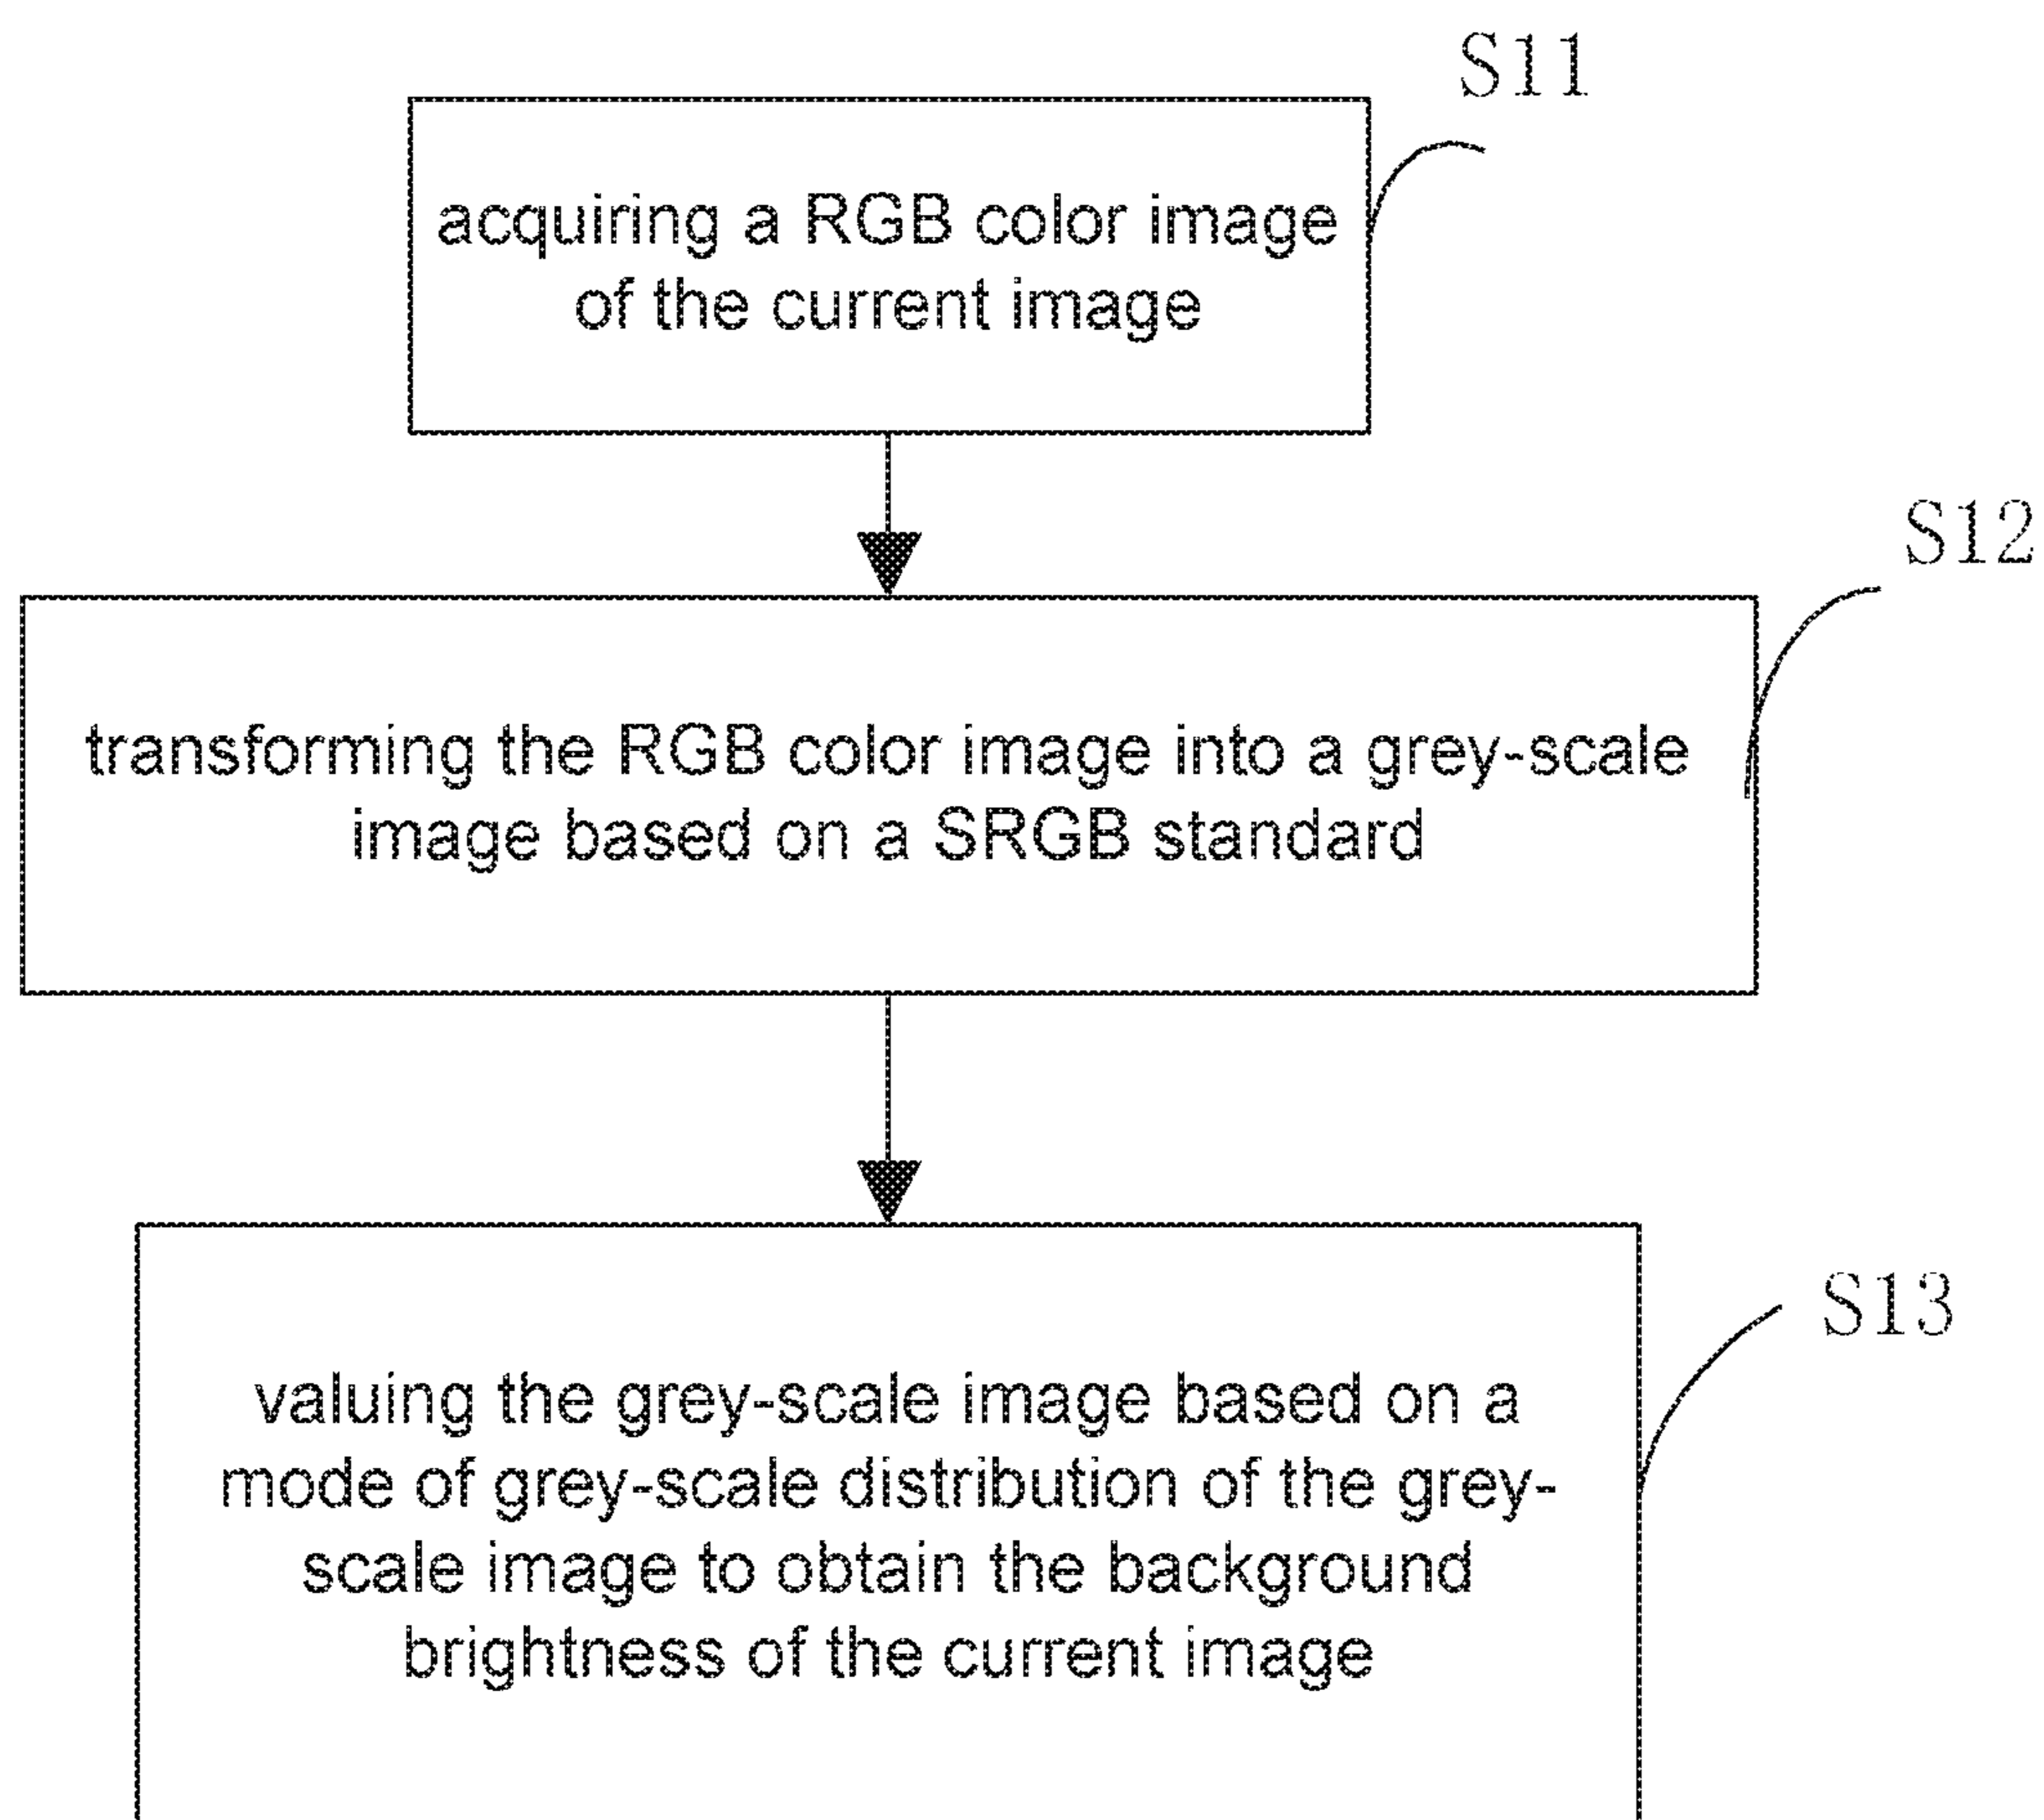 S11
acquiring a RGB color image
of the current image
S12
transforming the RGB color image into a grey-scale
image based on a SRGB standard
S13
valuing the grey-scale image based on a
mode of grey-scale distribution of the grey-
scale image to obtain the background
brightness of the current image